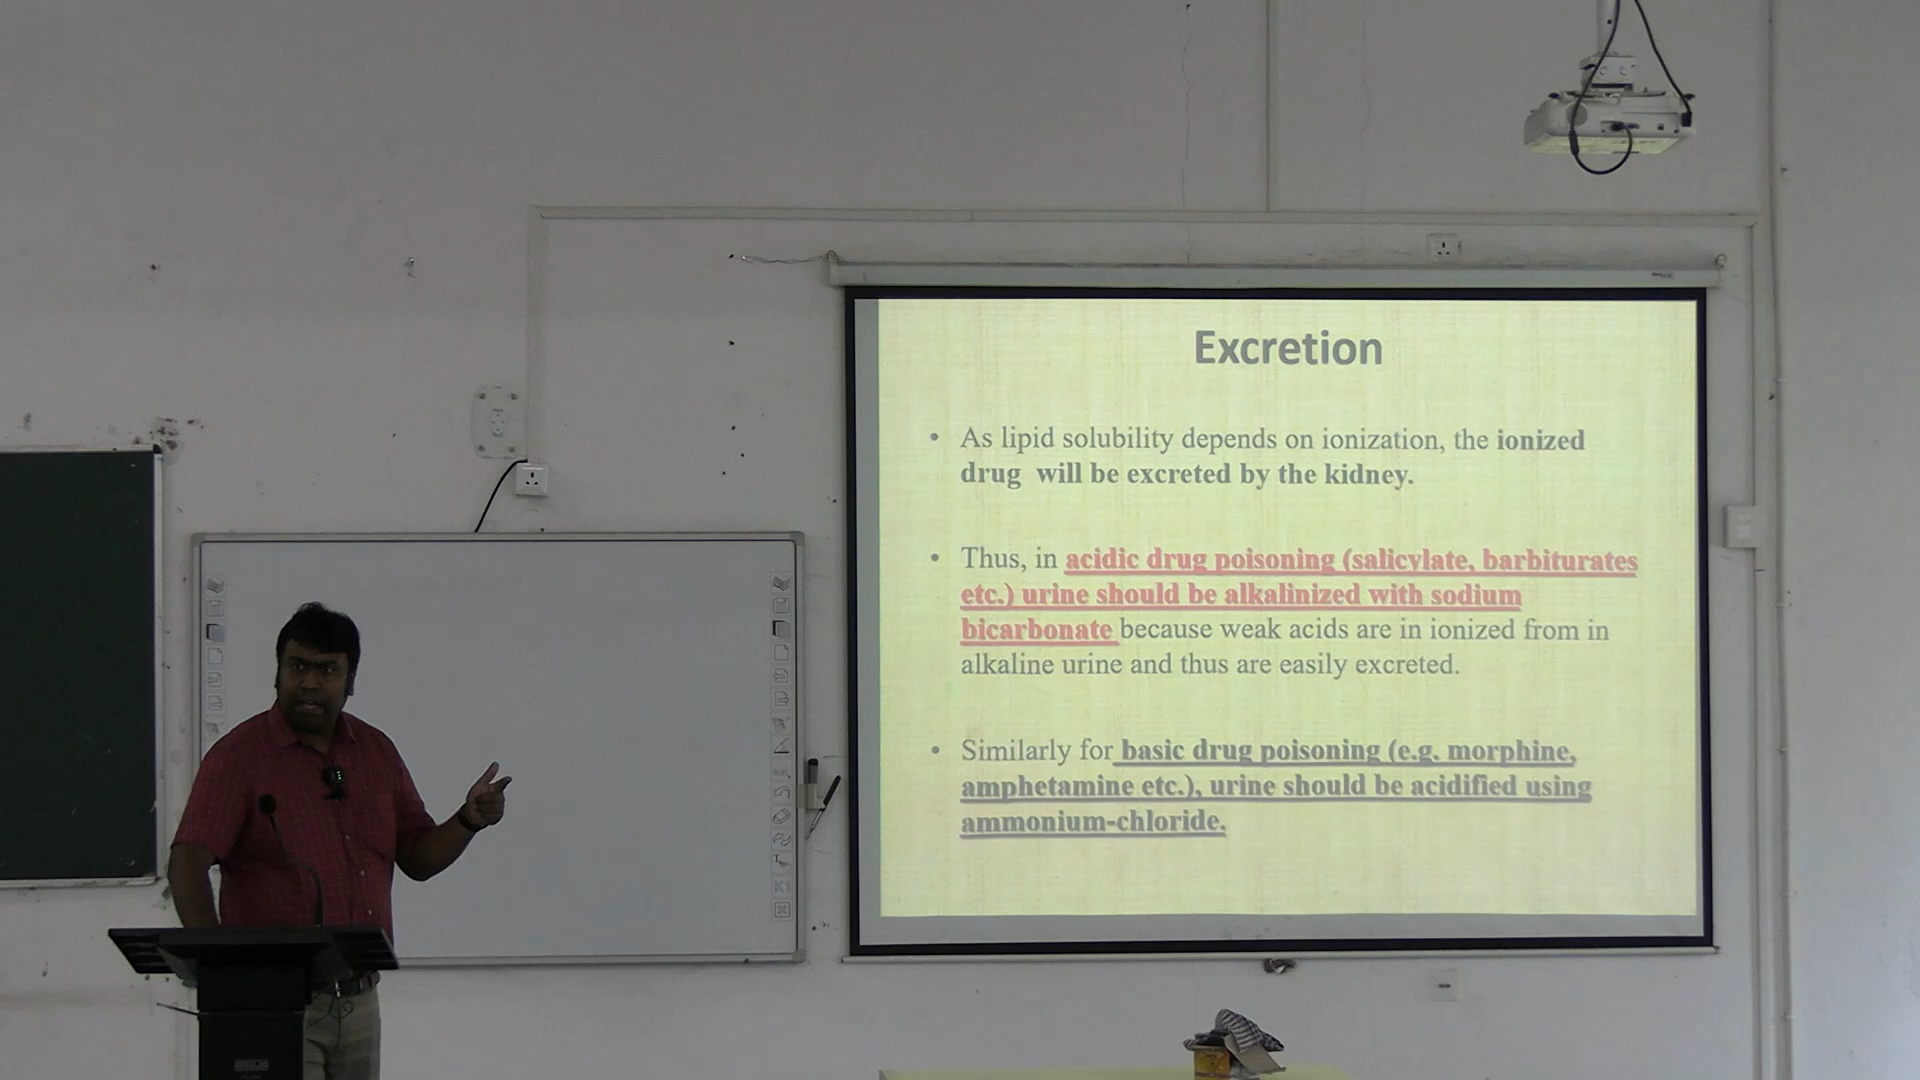 Excretion
• As lipid solubility depends on ionization, the ionized
drug will be excreted by the kidney.
• Thus, in acidic drug poisoning (salicylate, barbiturates
etc.) urine should be alkalinized with sodium
bicarbonate because weak acids are in ionized from in
alkaline urine and thus are easily excreted.
• Similarly for basic drug poisoning (e.g. morphine,
amphetamine etc.), urine should be acidified using
ammonium-chloride.